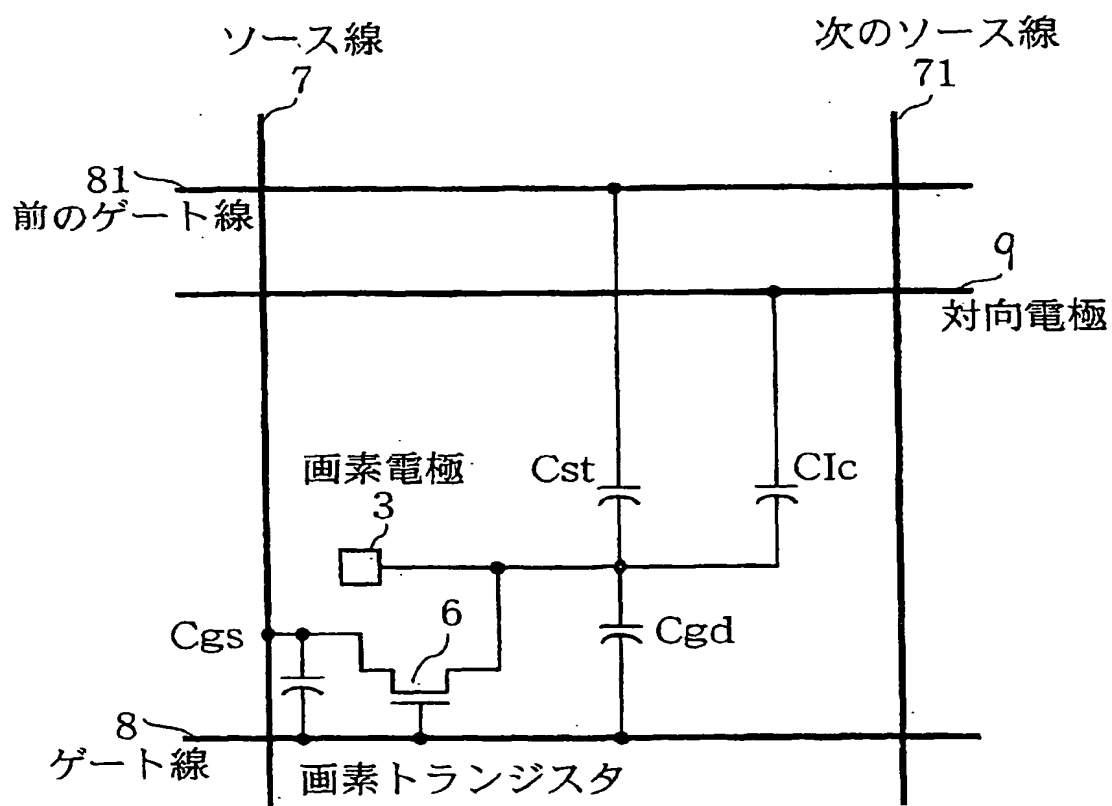 ソース線
7
次のソース線
71
81
前のゲート線
9
対向電極
画素電極
3
Cst
CIc
Cgs
6
Cgd
8
ゲート線
画素トランジスタ